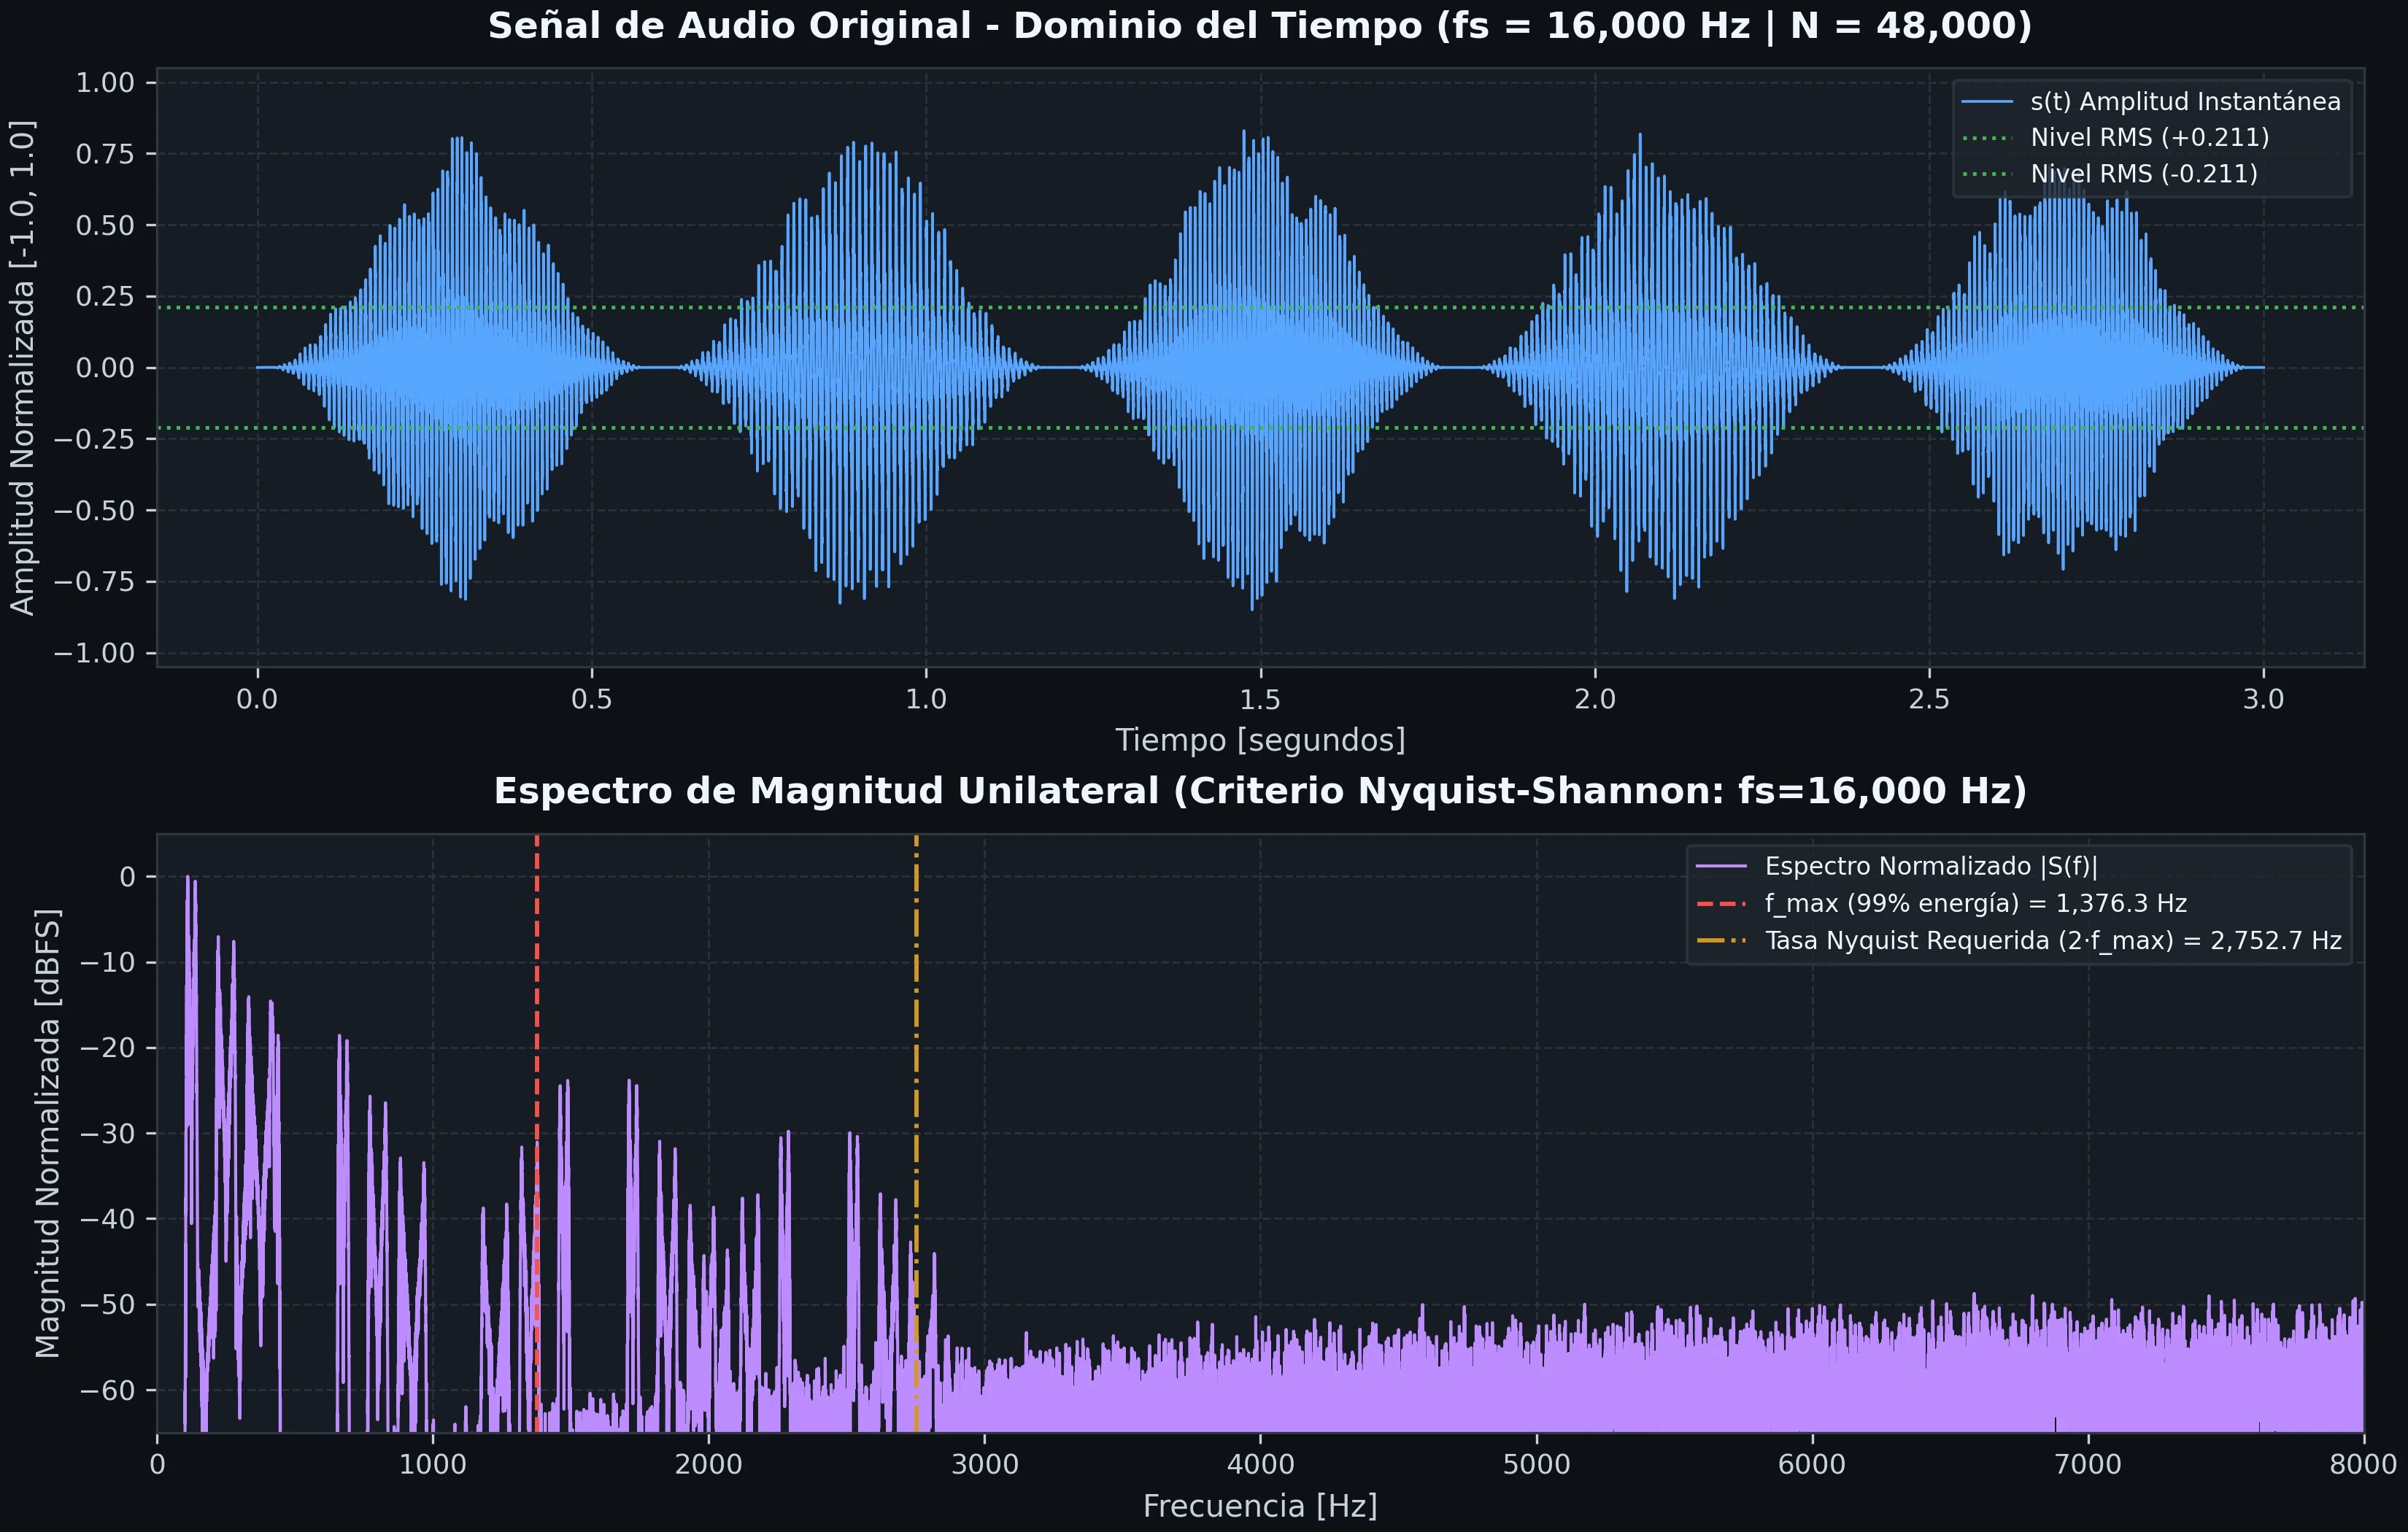 Señal de Audio Original - Dominio del Tiempo (fs = 16,000 Hz | N = 48,000)
Amplitud Normalizada [-1.0, 1.0]
1.00
0.75
0.50
0.25
0.00
−0.25
−0.50
−0.75
−1.00
s(t) Amplitud Instantánea
Nivel RMS (+0.211)
Nivel RMS (-0.211)
0.0
0.5
1.0
1.5
2.0
2.5
3.0
Tiempo [segundos]
Espectro de Magnitud Unilateral (Criterio Nyquist-Shannon: fs=16,000 Hz)
Magnitud Normalizada [dBFS]
0
−10
−20
−30
−40
−50
−60
Espectro Normalizado |S(f)|
f_max (99% energía) = 1,376.3 Hz
Tasa Nyquist Requerida (2·f_max) = 2,752.7 Hz
0
1000
2000
3000
4000
5000
6000
7000
8000
Frecuencia [Hz]